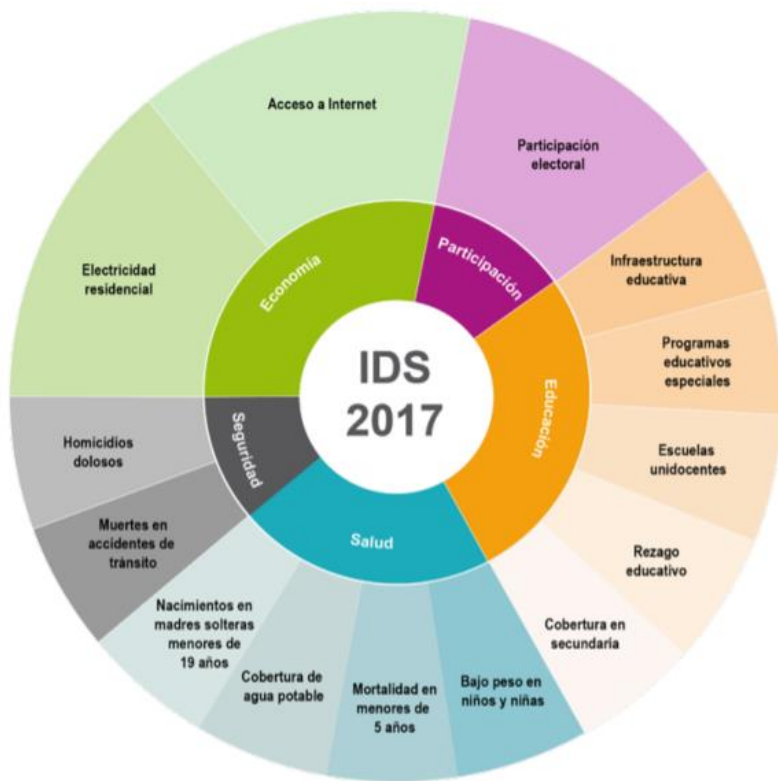 Acceso a Internet
Participación
electoral
Infraestructura
educativa
Programas
educativos
especiales
Escuelas
unidocentes
Rezago
educativo
Cobertura en
secundaria
Bajo peso en
niños y niñas
Mortalidad en
menores de
5 años
Cobertura de
agua potable
Nacimientos en
madres solteras
menores de
19 años
Muertes en
accidentes de
tránsito
Homicidios
dolosos
Electricidad
residencial
Economía
Participación
Educación
Salud
Seguridad
IDS
2017